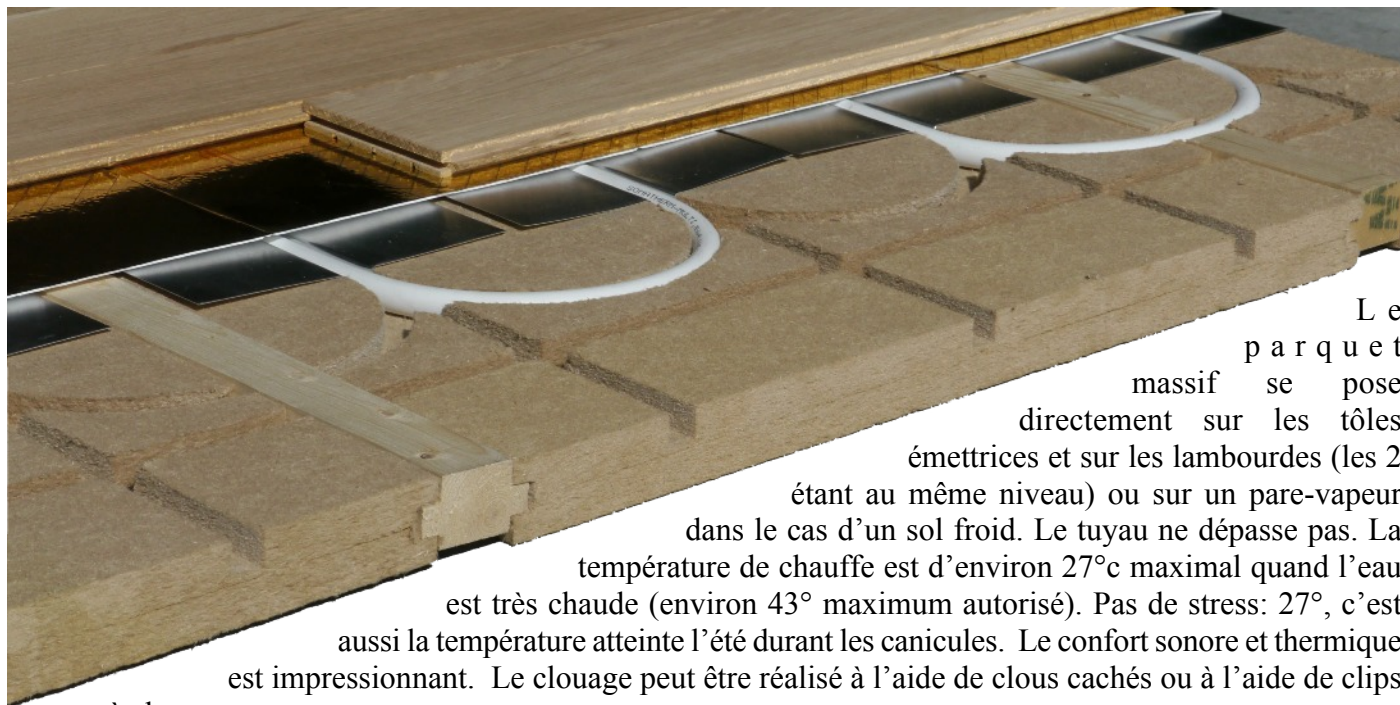 Le
parquet
massif se pose
directement sur les tôles
émettrices et sur les lambourdes (les 2
étant au même niveau) ou sur un pare-vapeur
dans le cas d’un sol froid. Le tuyau ne dépasse pas. La
température de chauffe est d’environ 27°c maximal quand l’eau
est très chaude (environ 43° maximum autorisé). Pas de stress: 27°, c’est
aussi la température atteinte l’été durant les canicules. Le confort sonore et thermique
est impressionnant. Le clouage peut être réalisé à l’aide de clous cachés ou à l’aide de clips